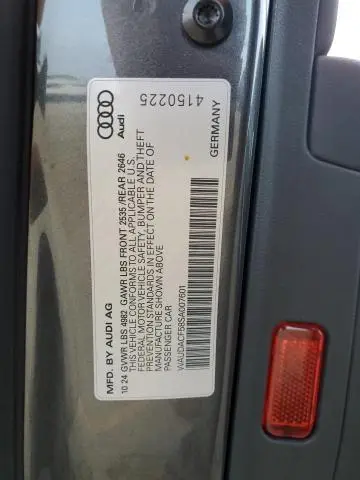 4150225
Audi
GERMANY
MFD. BY AUDI AG
10 24 GVWR LBS 4982 GAWR LBS FRONT 2535 /REAR 2646
THIS VEHICLE CONFORMS TO ALL APPLICABLE U.S.
FEDERAL MOTOR VEHICLE SAFETY, BUMPER AND THEFT
PREVENTION STANDARDS IN EFFECT ON THE DATE OF
MANUFACTURE SHOWN ABOVE
PASSENGER CAR
WAUDACF58SA007601